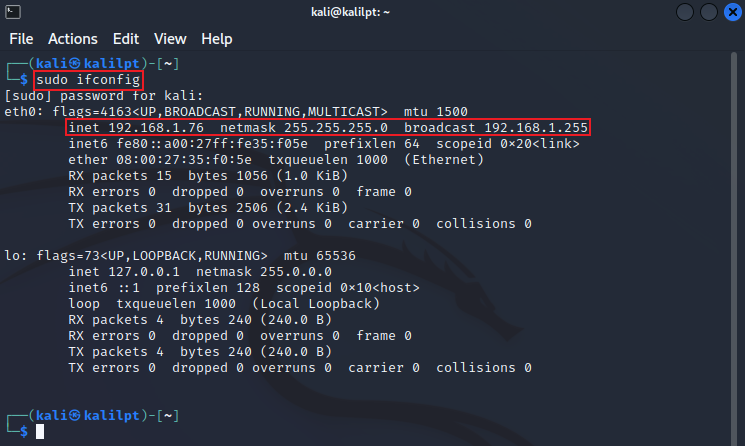 kali@kalilpt: ~
File Actions Edit View Help
┌──(kali㉿kalilpt)-[~]
└─$ sudo ifconfig
[sudo] password for kali:
eth0: flags=4163<UP,BROADCAST,RUNNING,MULTICAST>  mtu 1500
        inet 192.168.1.76  netmask 255.255.255.0  broadcast 192.168.1.255
        inet6 fe80::a00:27ff:fe35:f05e  prefixlen 64  scopeid 0×20<link>
        ether 08:00:27:35:f0:5e  txqueuelen 1000  (Ethernet)
        RX packets 15  bytes 1056 (1.0 KiB)
        RX errors 0  dropped 0  overruns 0  frame 0
        TX packets 31  bytes 2506 (2.4 KiB)
        TX errors 0  dropped 0 overruns 0  carrier 0  collisions 0
lo: flags=73<UP,LOOPBACK,RUNNING>  mtu 65536
        inet 127.0.0.1  netmask 255.0.0.0
        inet6 ::1  prefixlen 128  scopeid 0×10<host>
        loop  txqueuelen 1000  (Local Loopback)
        RX packets 4  bytes 240 (240.0 B)
        RX errors 0  dropped 0  overruns 0  frame 0
        TX packets 4  bytes 240 (240.0 B)
        TX errors 0  dropped 0 overruns 0  carrier 0  collisions 0
┌──(kali㉿kalilpt)-[~]
└─$